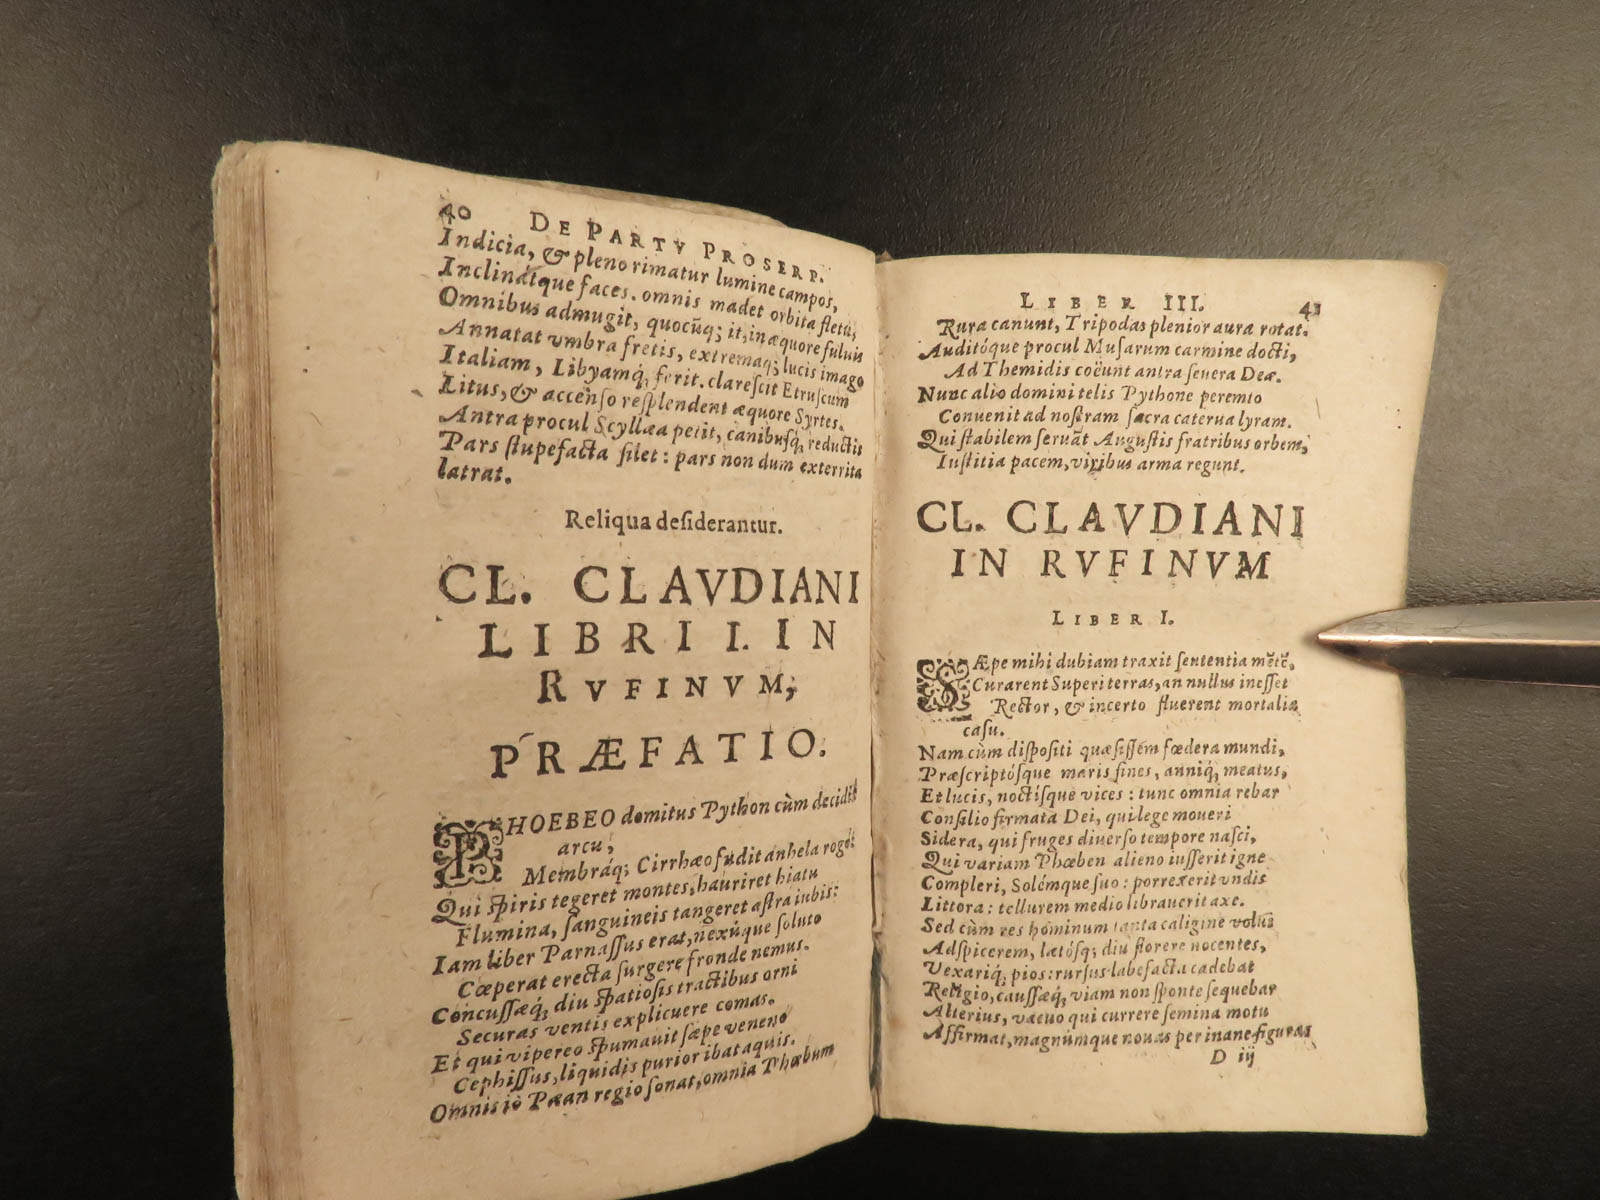 40 DE PARTV PROSERP.
Indicia, & pleno rimatur lumine campos,
Inclinatque faces. omnis madet orbita fletu,
Omnibus admugit, quocūq; it, in æquore fuluis
Annatat vmbra fretis, extremaq; lucis imago
Italiam, Libyamq́; ferit. clarescit Etruscum
Litus, & accenso resplendent æquore Syrtes.
Antra procul Scyllæa petit, canibusq́; reductis
Pars stupefacta silet: pars non dum exterrita
latrat.
Reliqua desiderantur.
CL. CLAVDIANI
LIBRI I. IN
RVFINVM,
PRÆFATIO.
PHOEBEO domitus Python cùm decidit
arcu,
Membráq; Cirrhæo fudit anhela rogo:
Qui spiris tegeret montes, hauriret hiatu
Flumina, sanguineis tangeret astra iubis:
Iam liber Parnassus erat, nexúque soluto
Cœperat erecta surgere fronde nemus.
Concussæq́; diu spatiosis tractibus orni
Securas ventis explicuere comas.
Et qui vipereo spumauit sæpe veneno
Cephissus, liquidis purior ibat aquis.
Omnis iò Pæan regio sonat, omnia Phœbum
LIBER III. 41
Rura canunt, Tripodas plenior aura rotat.
Auditóque procul Musarum carmine docti,
Ad Themidis coëunt antra seuera Deæ.
Nunc alio domini telis Pythone peremto
Conuenit ad nostram sacra caterua lyram.
Qui stabilem seruāt Augustis fratribus orbem,
Iustitia pacem, viribus arma regunt.
CL. CLAVDIANI
IN RVFINVM
LIBER I.
SÆpe mihi dubiam traxit sententia mētē,
Curarent Superi terras, an nullus inesset
Rector, & incerto fluerent mortalia
casu.
Nam cùm dispositi quæsissem fœdera mundi,
Præscriptósque maris fines, anniq́; meatus,
Et lucis, noctísque vices: tunc omnia rebar
Consilio firmata Dei, qui lege moueri
Sidera, qui fruges diuerso tempore nasci,
Qui variam Phœben alieno iusserit igne
Compleri, Solémque suo: porrexerit vndis
Littora: tellurem medio librauerit axe.
Sed cùm res hominum tanta caligine volui
Adspicerem, latósq; diu florere nocentes,
Vexariq́; pios: rursus labefacta cadebat
Religio, caussæq́; viam non sponte sequebar
Alterius, vacuo qui currere semina motu
Affirmat, magnúmque nouas per inane figuras
D ij